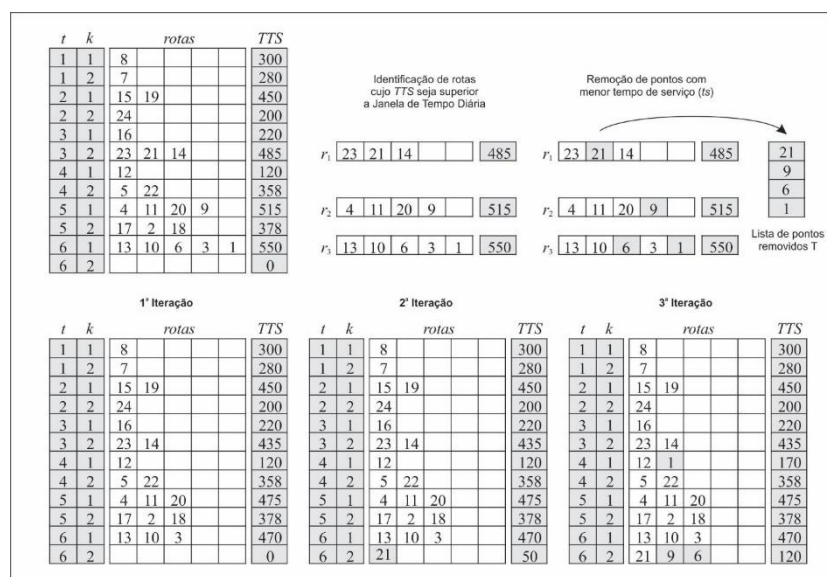 t k rotas TTS
1 1 8 300
1 2 7 280
2 1 15 19 450
2 2 24 200
3 1 16 220
3 2 23 21 14 485
4 1 12 120
4 2 5 22 358
5 1 4 11 20 9 515
5 2 17 2 18 378
6 1 13 10 6 3 1 550
6 2 0
Identificação de rotas
cujo TTS seja superior
a Janela de Tempo Diária
r₁ 23 21 14 485
r₂ 4 11 20 9 515
r₃ 13 10 6 3 1 550
Remoção de pontos com
menor tempo de serviço (ts)
r₁ 23 21 14 485
r₂ 4 11 20 9 515
r₃ 13 10 6 3 1 550
21
9
6
1
Lista de pontos
removidos T
1ª Iteração
t k rotas TTS
1 1 8 300
1 2 7 280
2 1 15 19 450
2 2 24 200
3 1 16 220
3 2 23 14 435
4 1 12 120
4 2 5 22 358
5 1 4 11 20 475
5 2 17 2 18 378
6 1 13 10 3 470
6 2 0
2ª Iteração
t k rotas TTS
1 1 8 300
1 2 7 280
2 1 15 19 450
2 2 24 200
3 1 16 220
3 2 23 14 435
4 1 12 120
4 2 5 22 358
5 1 4 11 20 475
5 2 17 2 18 378
6 1 13 10 3 470
6 2 21 50
3ª Iteração
t k rotas TTS
1 1 8 300
1 2 7 280
2 1 15 19 450
2 2 24 200
3 1 16 220
3 2 23 14 435
4 1 12 1 170
4 2 5 22 358
5 1 4 11 20 475
5 2 17 2 18 378
6 1 13 10 3 470
6 2 21 9 6 120